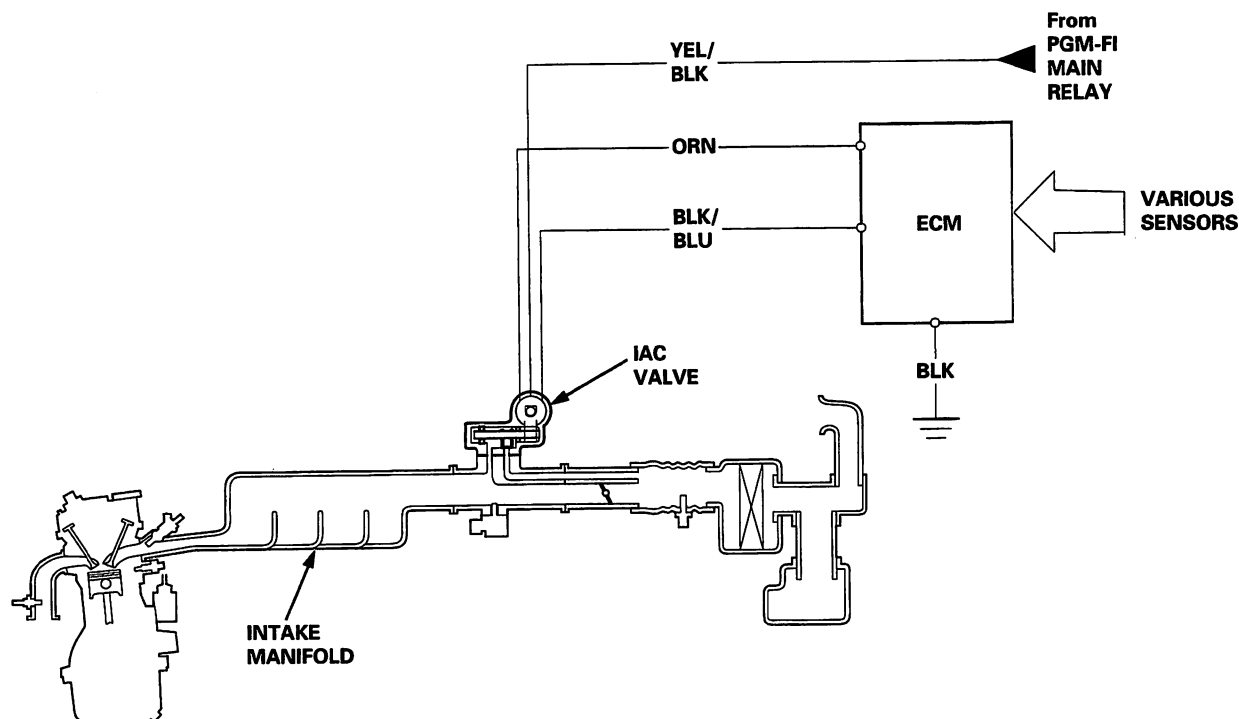 From
PGM-FI
MAIN
RELAY
YEL/
BLK
ORN
BLK/
BLU
ECM
VARIOUS
SENSORS
BLK
IAC
VALVE
INTAKE
MANIFOLD